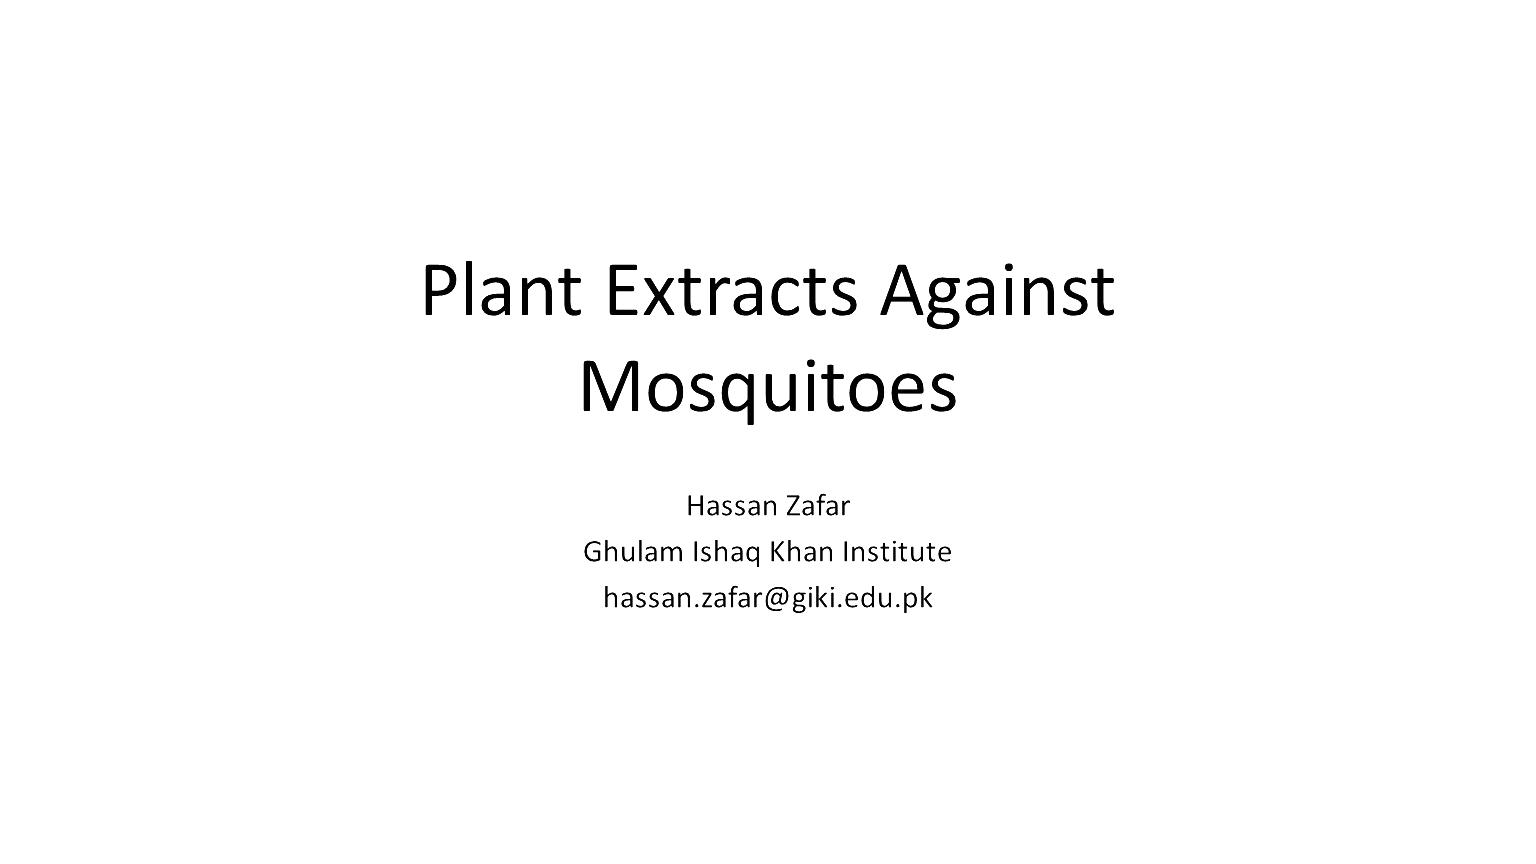 Plant Extracts Against
Mosquitoes
Hassan Zafar
Ghulam Ishaq Khan Institute
hassan.zafar@giki.edu.pk